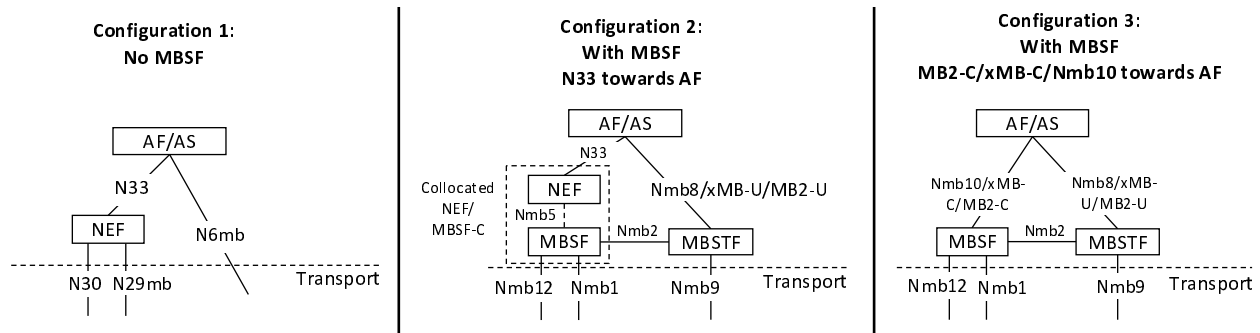 Configuration 1:
No MBSF
AF/AS
N33
NEF
N6mb
Transport
N30
N29mb
Configuration 2:
With MBSF
N33 towards AF
AF/AS
N33
Collocated
NEF/
MBSF-C
NEF
Nmb8/xMB-U/MB2-U
Nmb5
MBSF
Nmb2
MBSTF
Transport
Nmb12
Nmb1
Nmb9
Configuration 3:
With MBSF
MB2-C/xMB-C/Nmb10 towards AF
AF/AS
Nmb10/xMB-
C/MB2-C
Nmb8/xMB-
U/MB2-U
MBSF
Nmb2
MBSTF
Transport
Nmb12
Nmb1
Nmb9